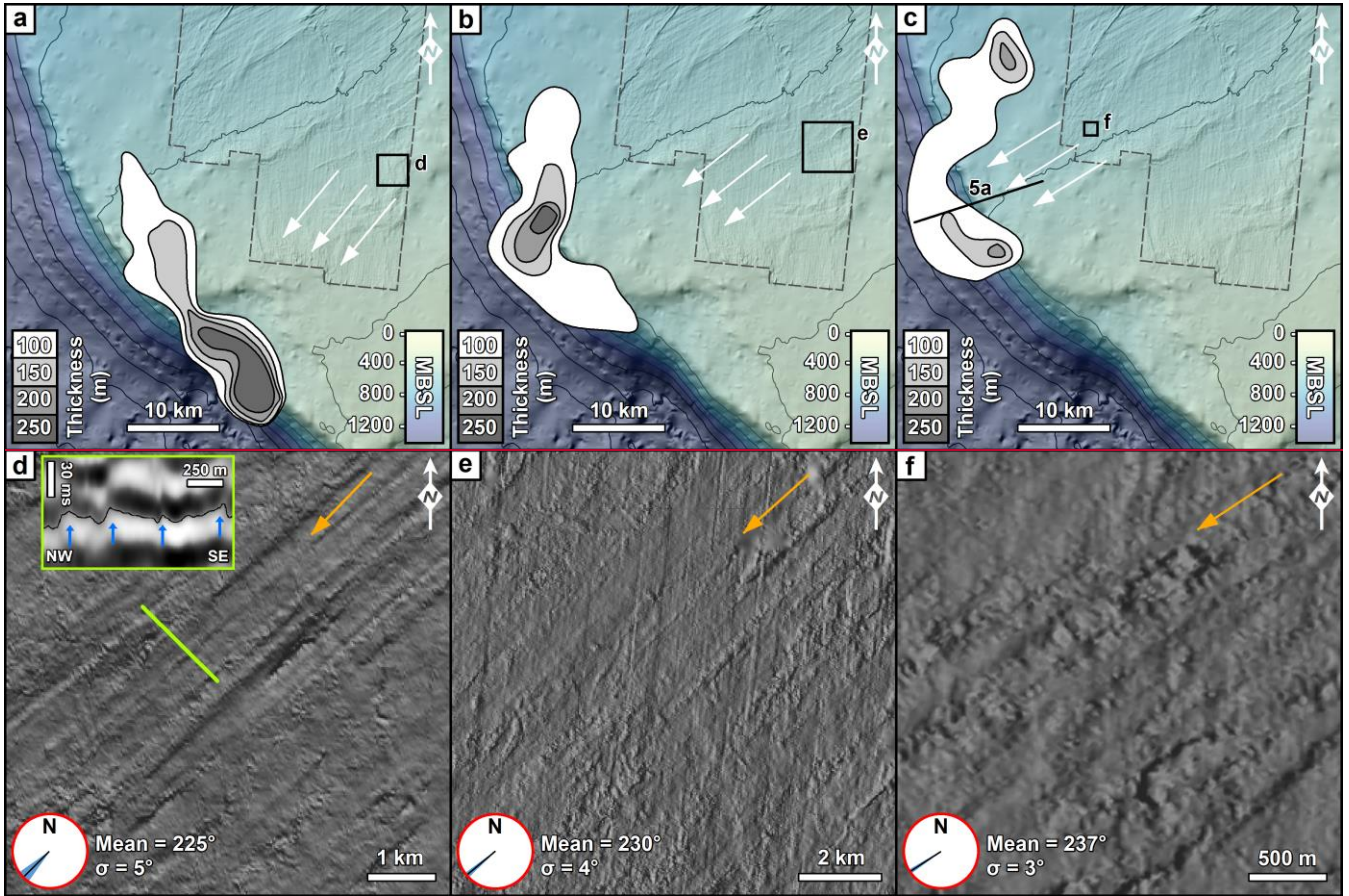 a
N
d
100
150
200
250
Thickness
(m)
10 km
0 -
400 -
800 -
1200 -
MBSL
b
N
e
100
150
200
250
Thickness
(m)
10 km
0 -
400 -
800 -
1200 -
MBSL
c
N
f
5a
100
150
200
250
Thickness
(m)
10 km
0 -
400 -
800 -
1200 -
MBSL
d
30 ms
250 m
NW
SE
N
N
Mean = 225°
σ = 5°
1 km
e
N
N
Mean = 230°
σ = 4°
2 km
f
N
N
Mean = 237°
σ = 3°
500 m